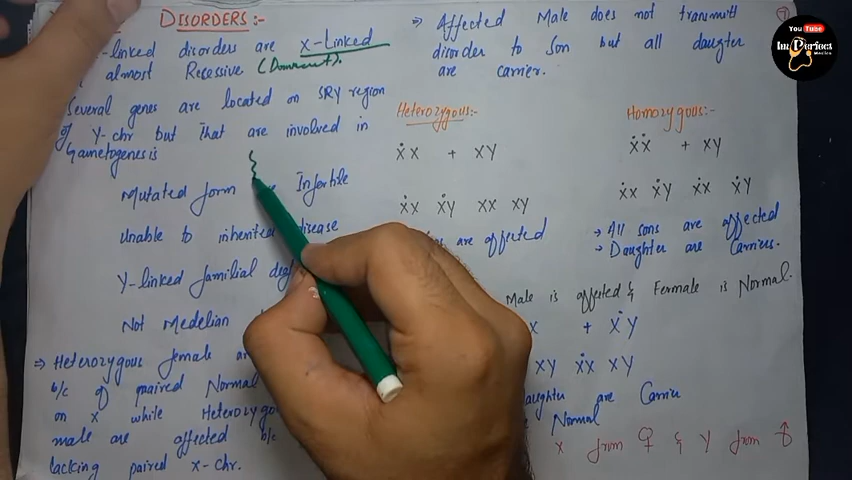 DISORDERS :-
-linked disorders are X-Linked
almost Recessive (Dominant).
Several genes are located on SRY region
of Y-chr but that are involved in
Gametogenesis
Mutated form Infertile
Unable to inherited disease
Y-linked familial
Not Medelian
⇒ Heterozygous female
b/c of paired Normal
on X while
male are affected b/c
lacking paired X-chr.
⇒ Affected Male does not transmitt
disorder to son but all daugter
are carrier.
Heterozygous:-
ẊX + XY
ẊX ẊY XX XY
are affected
Homozygous:-
ẊẊ + XY
ẊX ẊY ẊX ẊY
→ All sons are affected
→ Daughter are Carriers.
Male is affected & Fermale is Normal.
X + ẊY
XY ẊX XY
are Carrier
Normal
X from ♀ & Y from ♂
7
You Tube